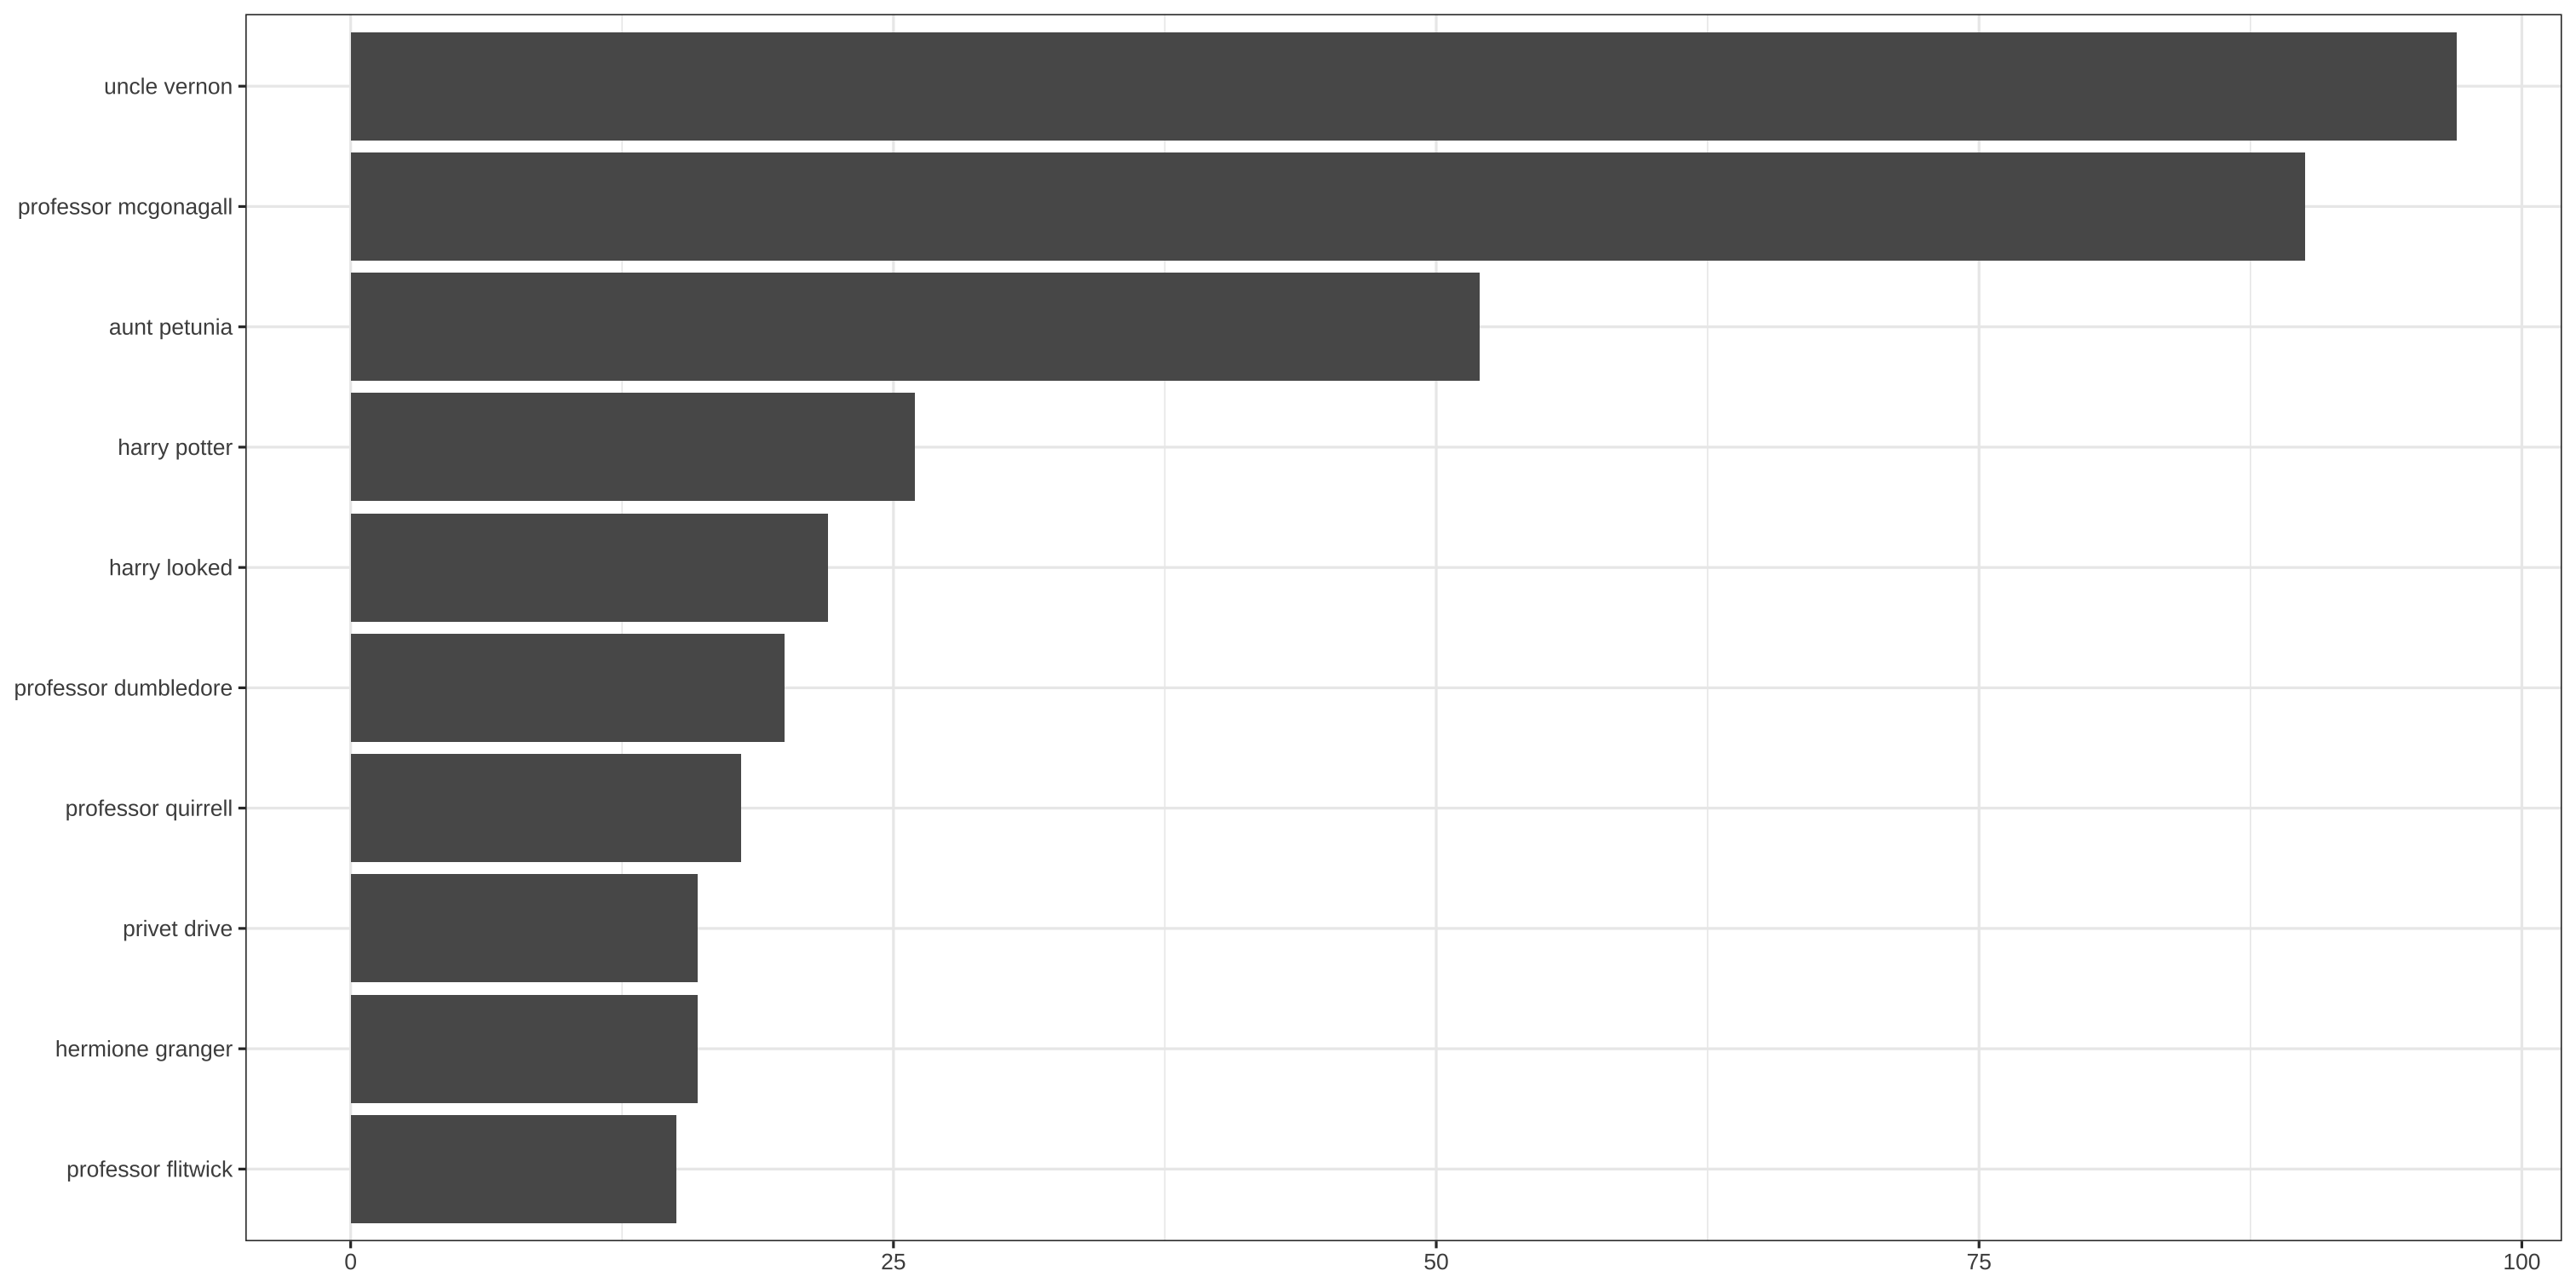 uncle vernon
professor mcgonagall
aunt petunia
harry potter
harry looked
professor dumbledore
professor quirrell
privet drive
hermione granger
professor flitwick
0 25 50 75 100